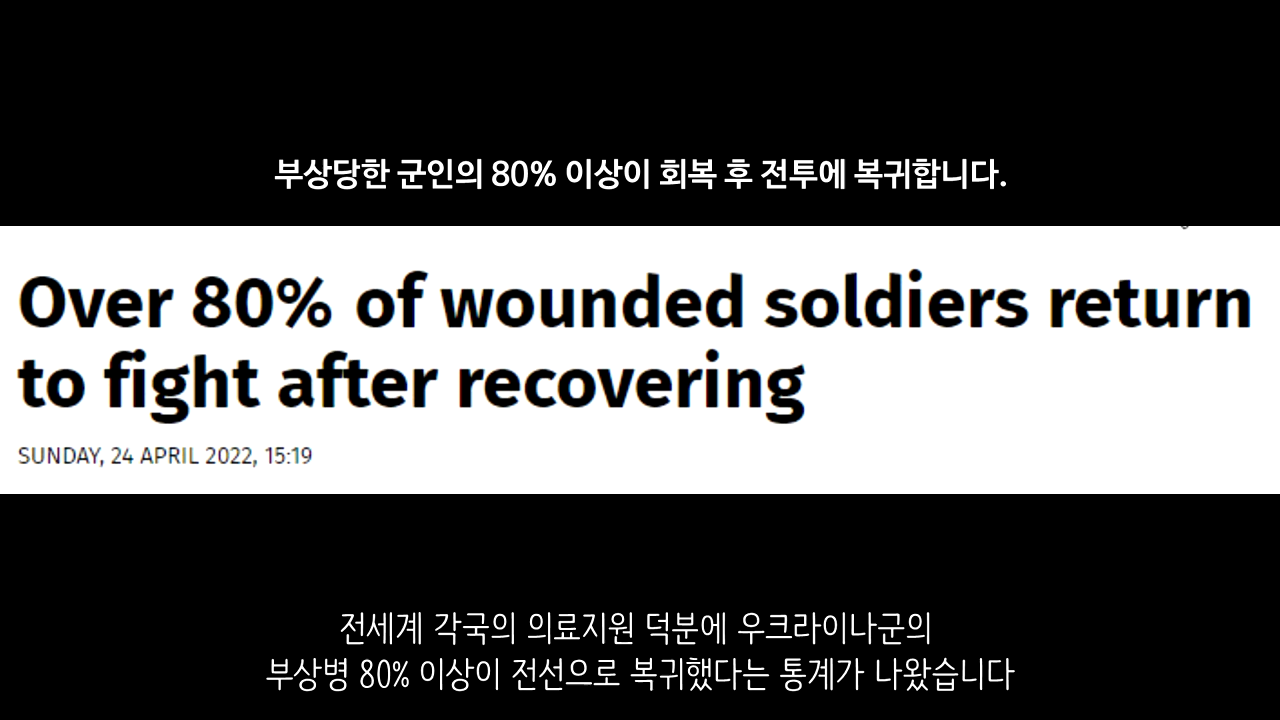 부상당한 군인의 80% 이상이 회복 후 전투에 복귀합니다.
Over 80% of wounded soldiers return
to fight after recovering
SUNDAY, 24 APRIL 2022, 15:19
전세계 각국의 의료지원 덕분에 우크라이나군의
부상병 80% 이상이 전선으로 복귀했다는 통계가 나왔습니다